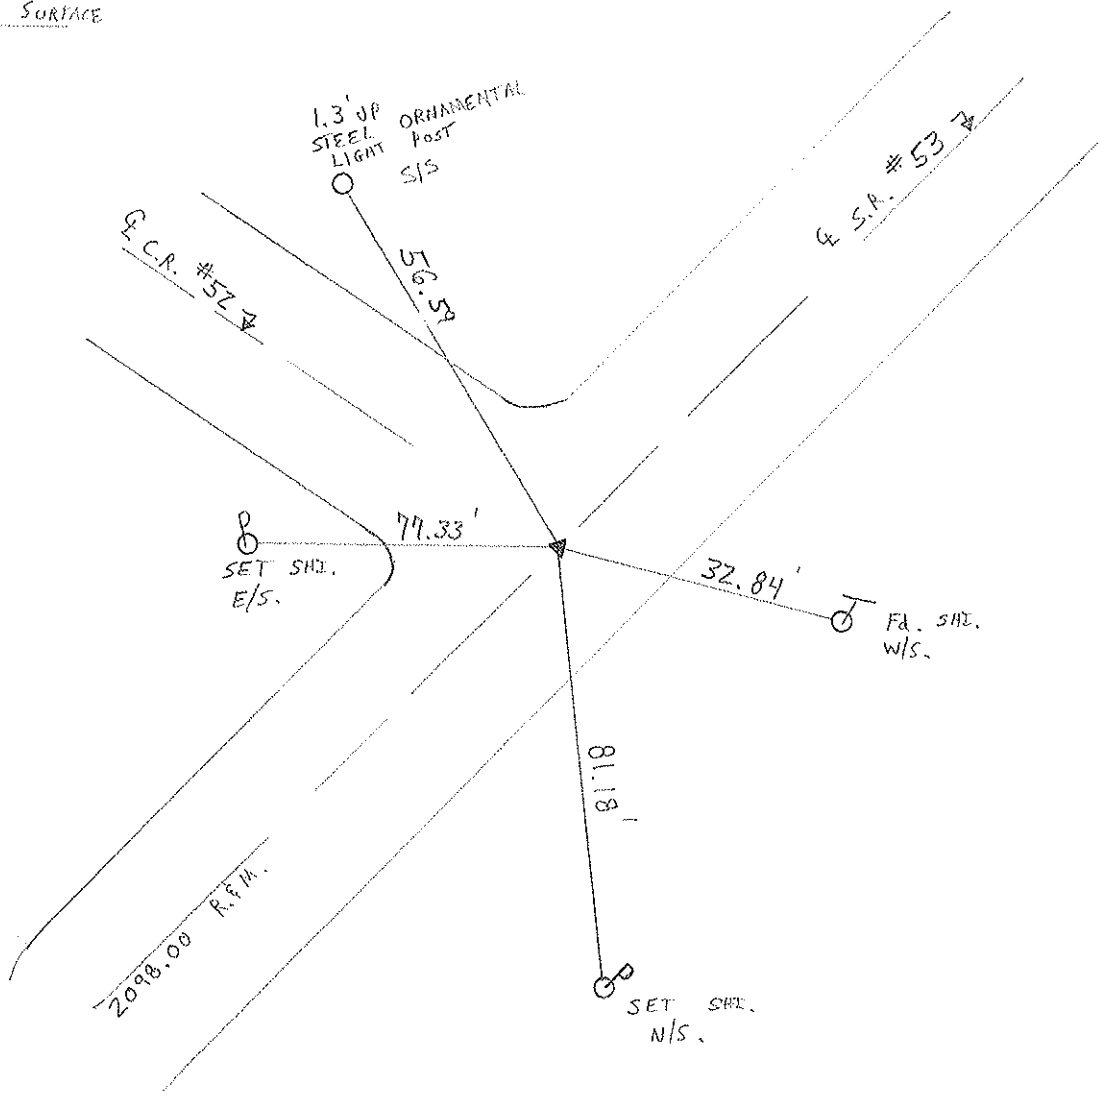 SURFACE
1.3' UP
STEEL ORNAMENTAL
LIGHT POST
S/S
℄ C.R. #52
℄ S.R. #53
56.59
77.33'
32.84'
SET SHI.
E/S.
Fd. SHI.
W/S.
81.18'
2098.00 R.&M.
SET SHI.
N/S.